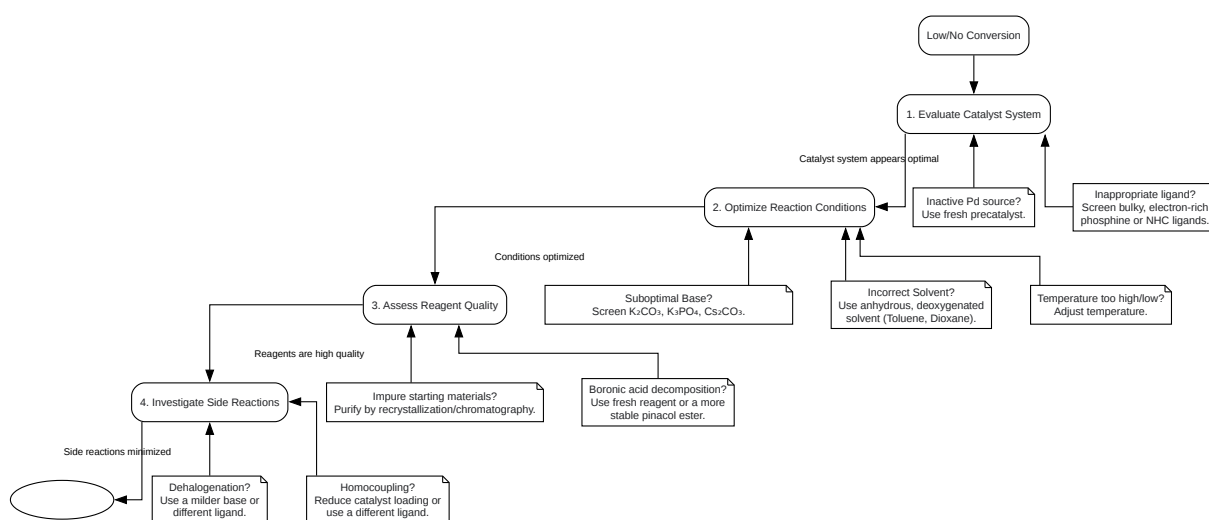 Low/No Conversion
1. Evaluate Catalyst System
Catalyst system appears optimal
2. Optimize Reaction Conditions
Inactive Pd source?
Use fresh precatalyst.
Inappropriate ligand?
Screen bulky, electron-rich
phosphine or NHC ligands.
Conditions optimized
3. Assess Reagent Quality
Suboptimal Base?
Screen K₂CO₃, K₃PO₄, Cs₂CO₃.
Incorrect Solvent?
Use anhydrous, deoxygenated
solvent (Toluene, Dioxane).
Temperature too high/low?
Adjust temperature.
Reagents are high quality
4. Investigate Side Reactions
Impure starting materials?
Purify by recrystallization/chromatography.
Boronic acid decomposition?
Use fresh reagent or a more
stable pinacol ester.
Side reactions minimized
Dehalogenation?
Use a milder base or
different ligand.
Homocoupling?
Reduce catalyst loading or
use a different ligand.